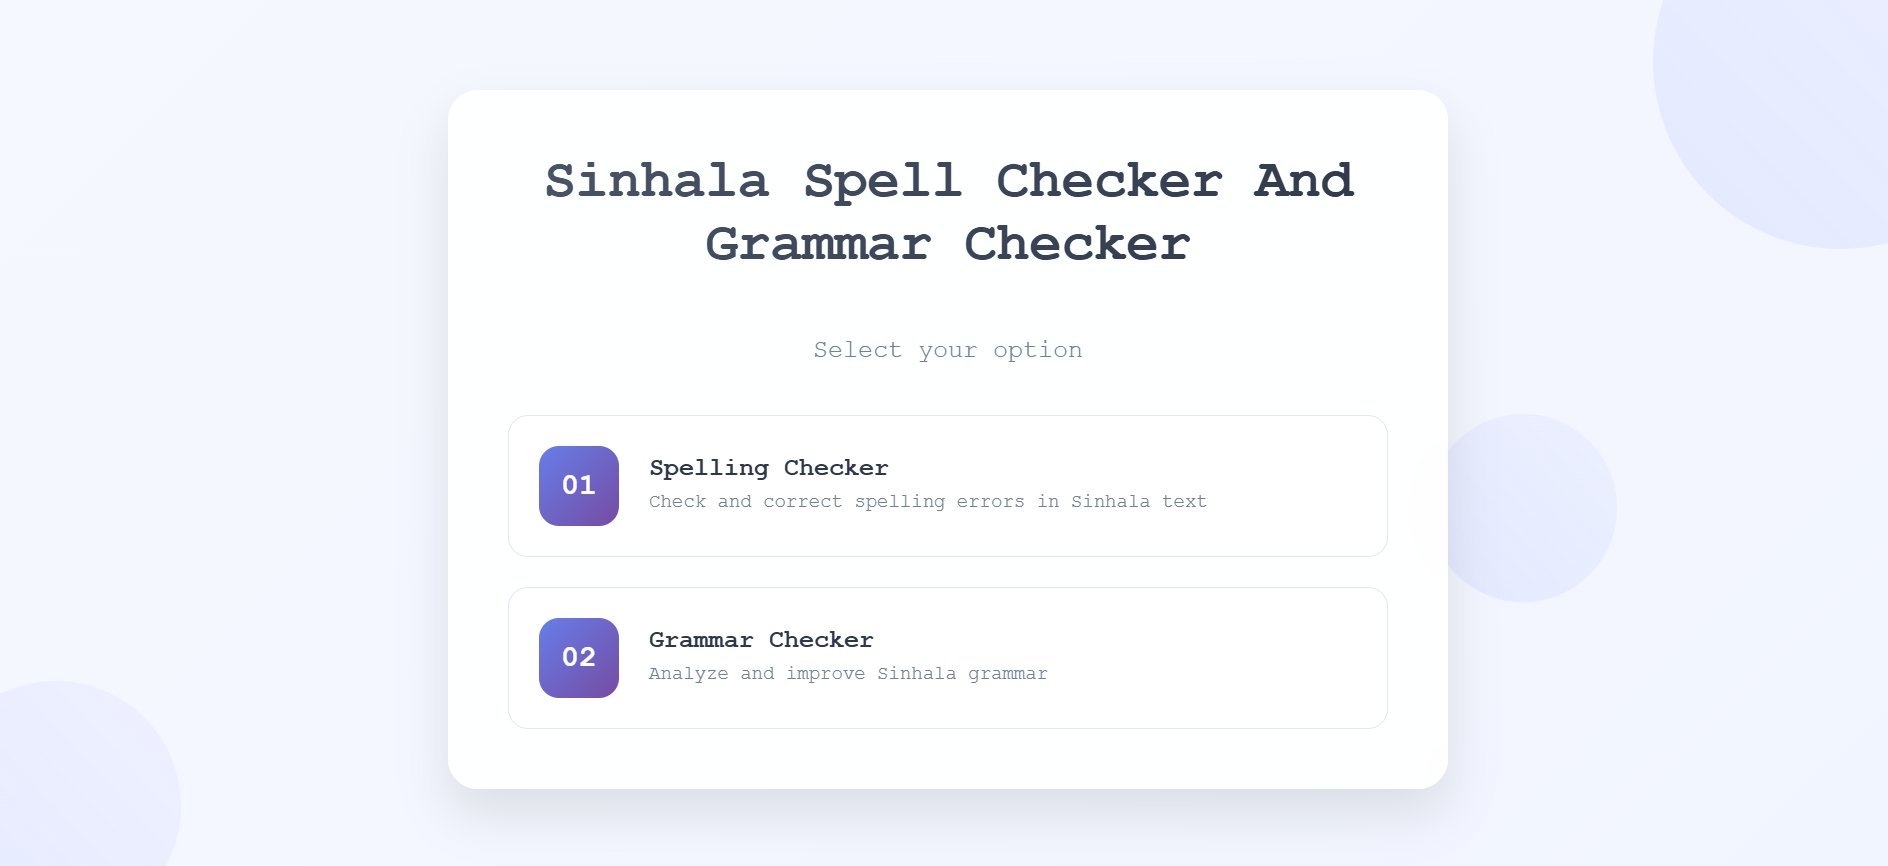 Sinhala Spell Checker And
Grammar Checker
Select your option
01
Spelling Checker
Check and correct spelling errors in Sinhala text
02
Grammar Checker
Analyze and improve Sinhala grammar